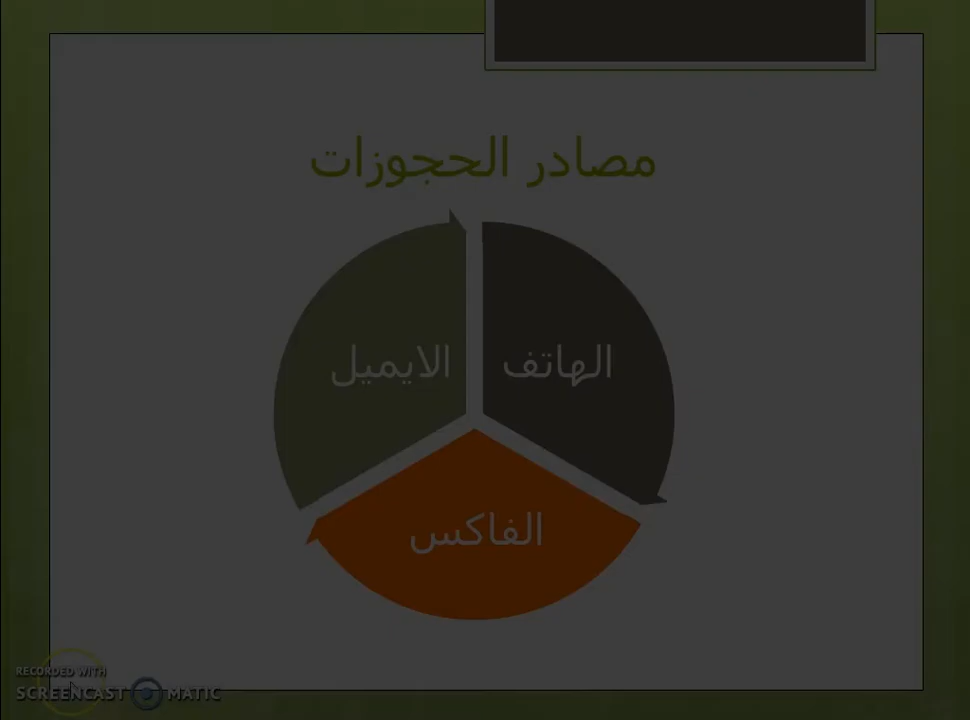 مصادر الحجوزات
الهاتف
الايميل
الفاكس
RECORDED WITH
SCREENCAST MATIC